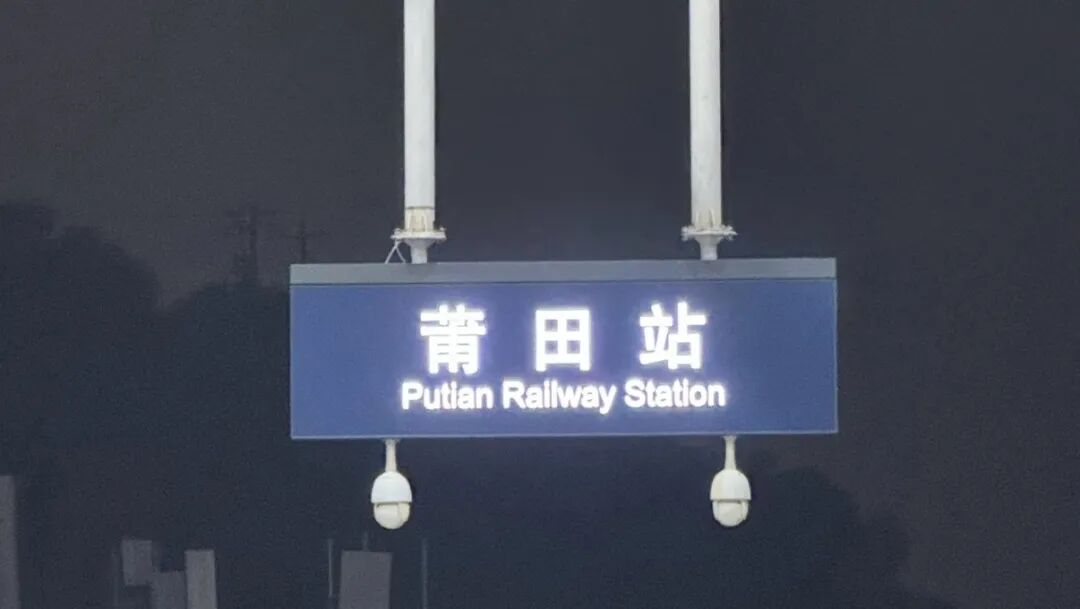 莆田站
Putian Railway Station